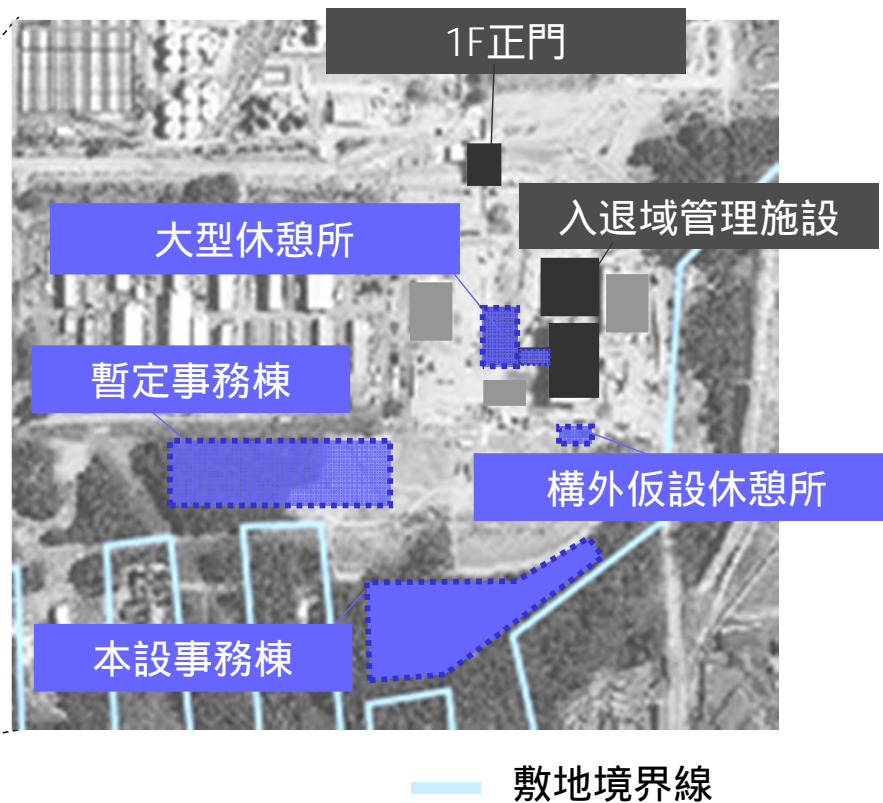 1F正門
入退域管理施設
大型休憩所
暫定事務棟
構外仮設休憩所
本設事務棟
敷地境界線